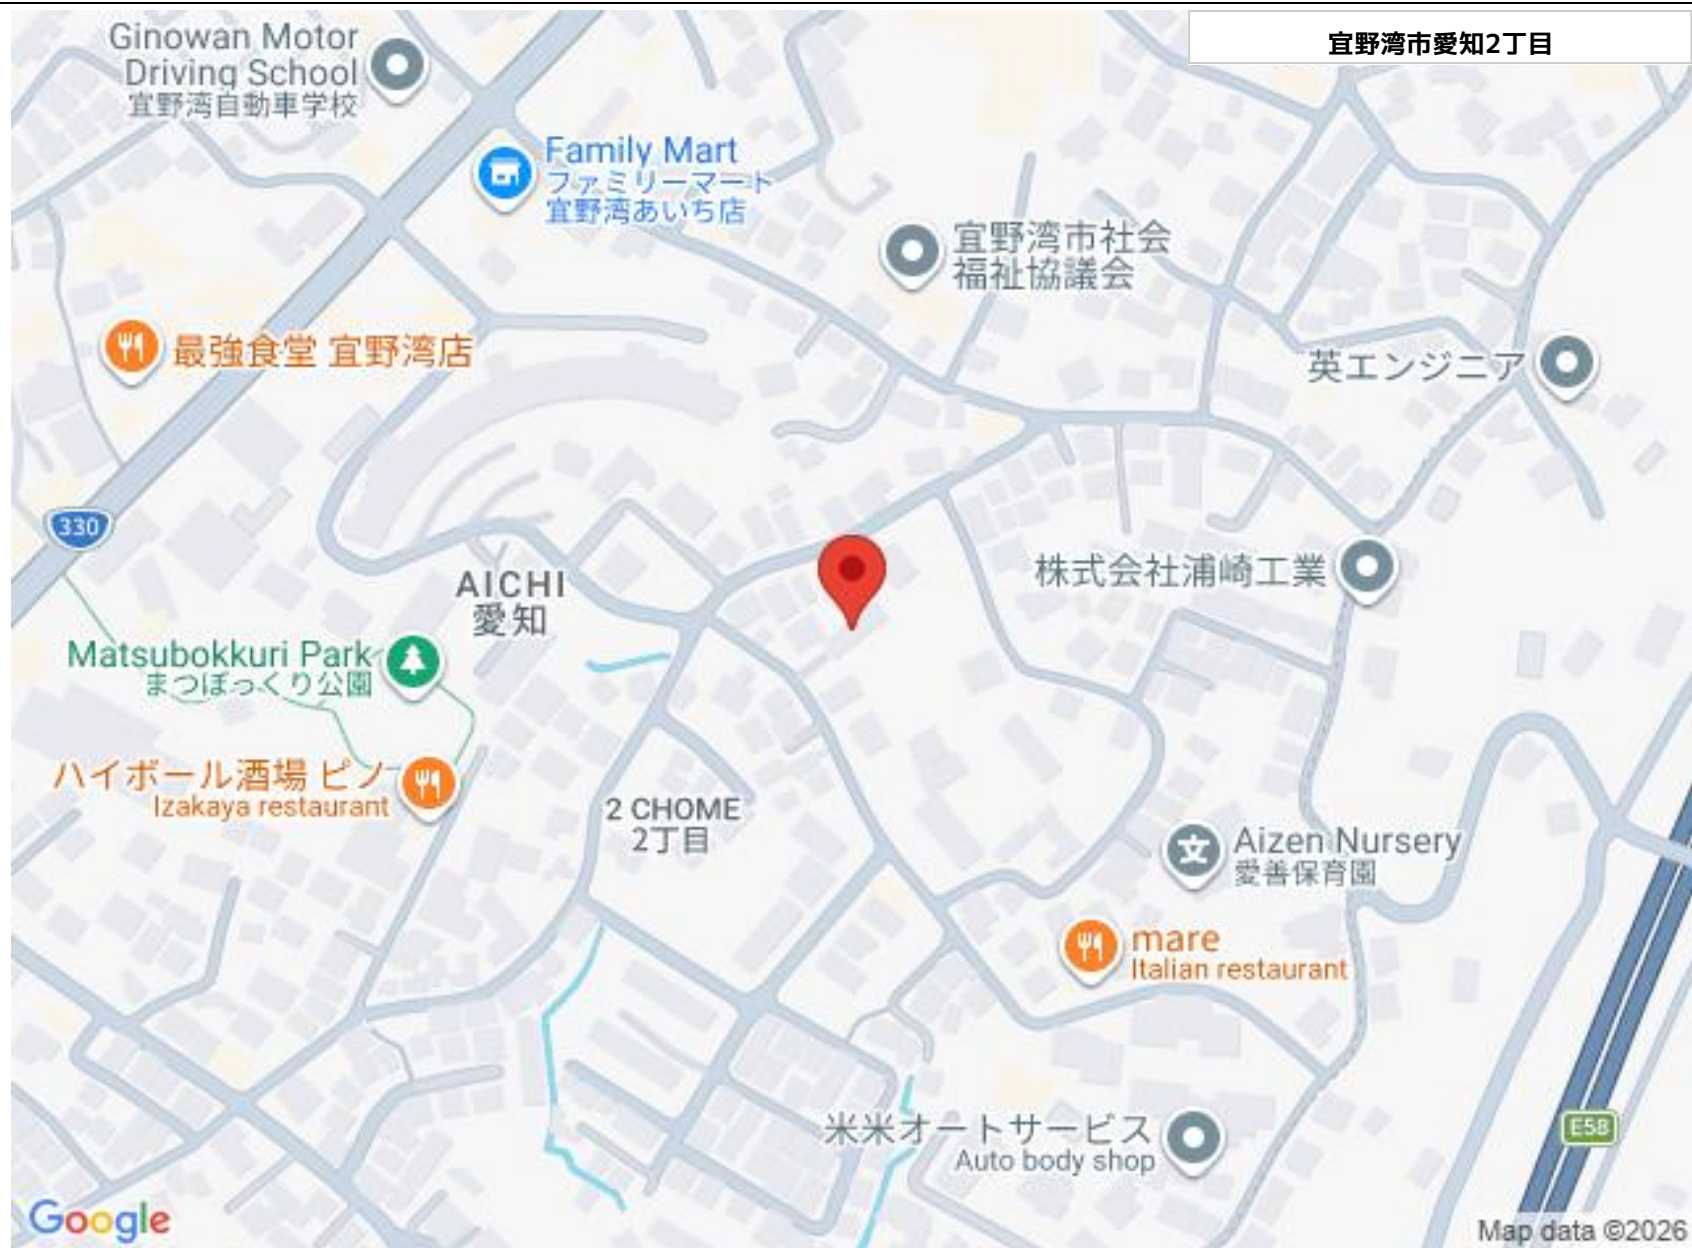 宜野湾市愛知2丁目
Ginowan Motor
Driving School
宜野湾自動車学校
Family Mart
ファミリーマート
宜野湾あいち店
宜野湾市社会
福祉協議会
最強食堂 宜野湾店
英エンジニア
330
AICHI
愛知
株式会社浦崎工業
Matsubokkuri Park
まつぼっくり公園
ハイボール酒場 ピノ
Izakaya restaurant
2 CHOME
2丁目
文
Aizen Nursery
愛善保育園
mare
Italian restaurant
米米オートサービス
Auto body shop
E58
Google
Map data ©2026